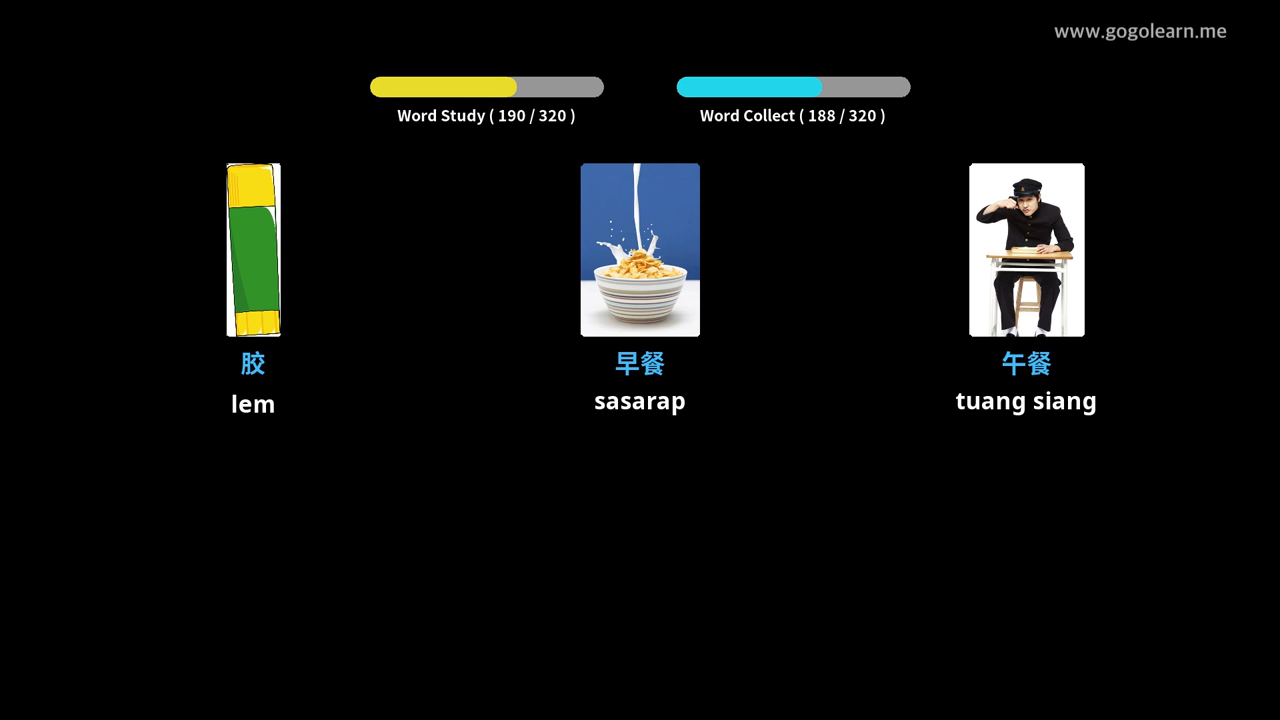 www.gogolearn.me
Word Study ( 190 / 320 )
Word Collect ( 188 / 320 )
胶
早餐
午餐
lem
sasarap
tuang siang